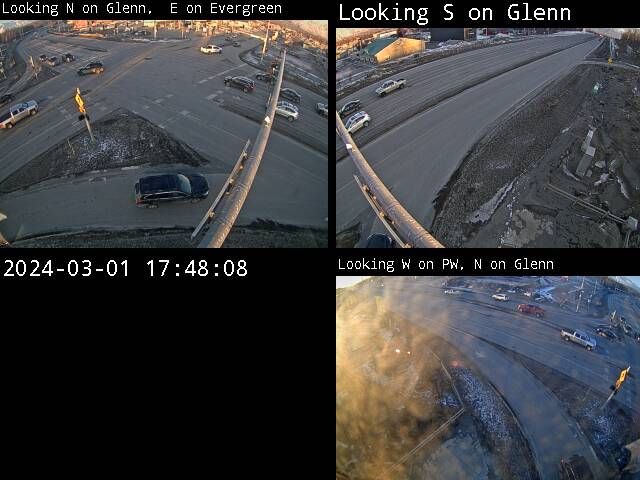 Looking N on Glenn, E on Evergreen
Looking S on Glenn
2024-03-01 17:48:08
Looking W on PW, N on Glenn